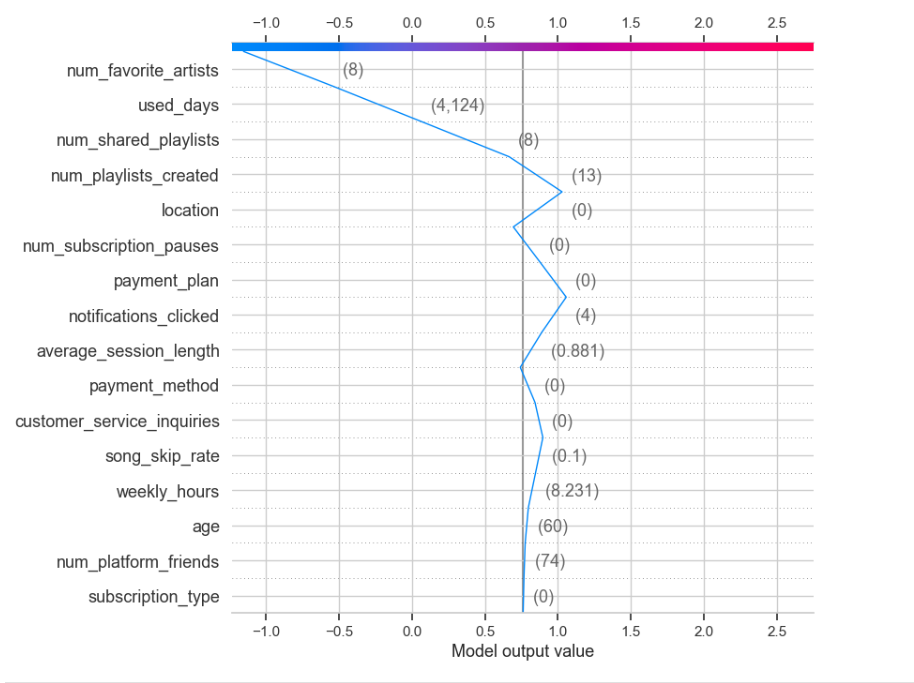 −1.0 −0.5 0.0 0.5 1.0 1.5 2.0 2.5
num_favorite_artists (8)
used_days (4,124)
num_shared_playlists (8)
num_playlists_created (13)
location (0)
num_subscription_pauses (0)
payment_plan (0)
notifications_clicked (4)
average_session_length (0.881)
payment_method (0)
customer_service_inquiries (0)
song_skip_rate (0.1)
weekly_hours (8.231)
age (60)
num_platform_friends (74)
subscription_type (0)
−1.0 −0.5 0.0 0.5 1.0 1.5 2.0 2.5
Model output value